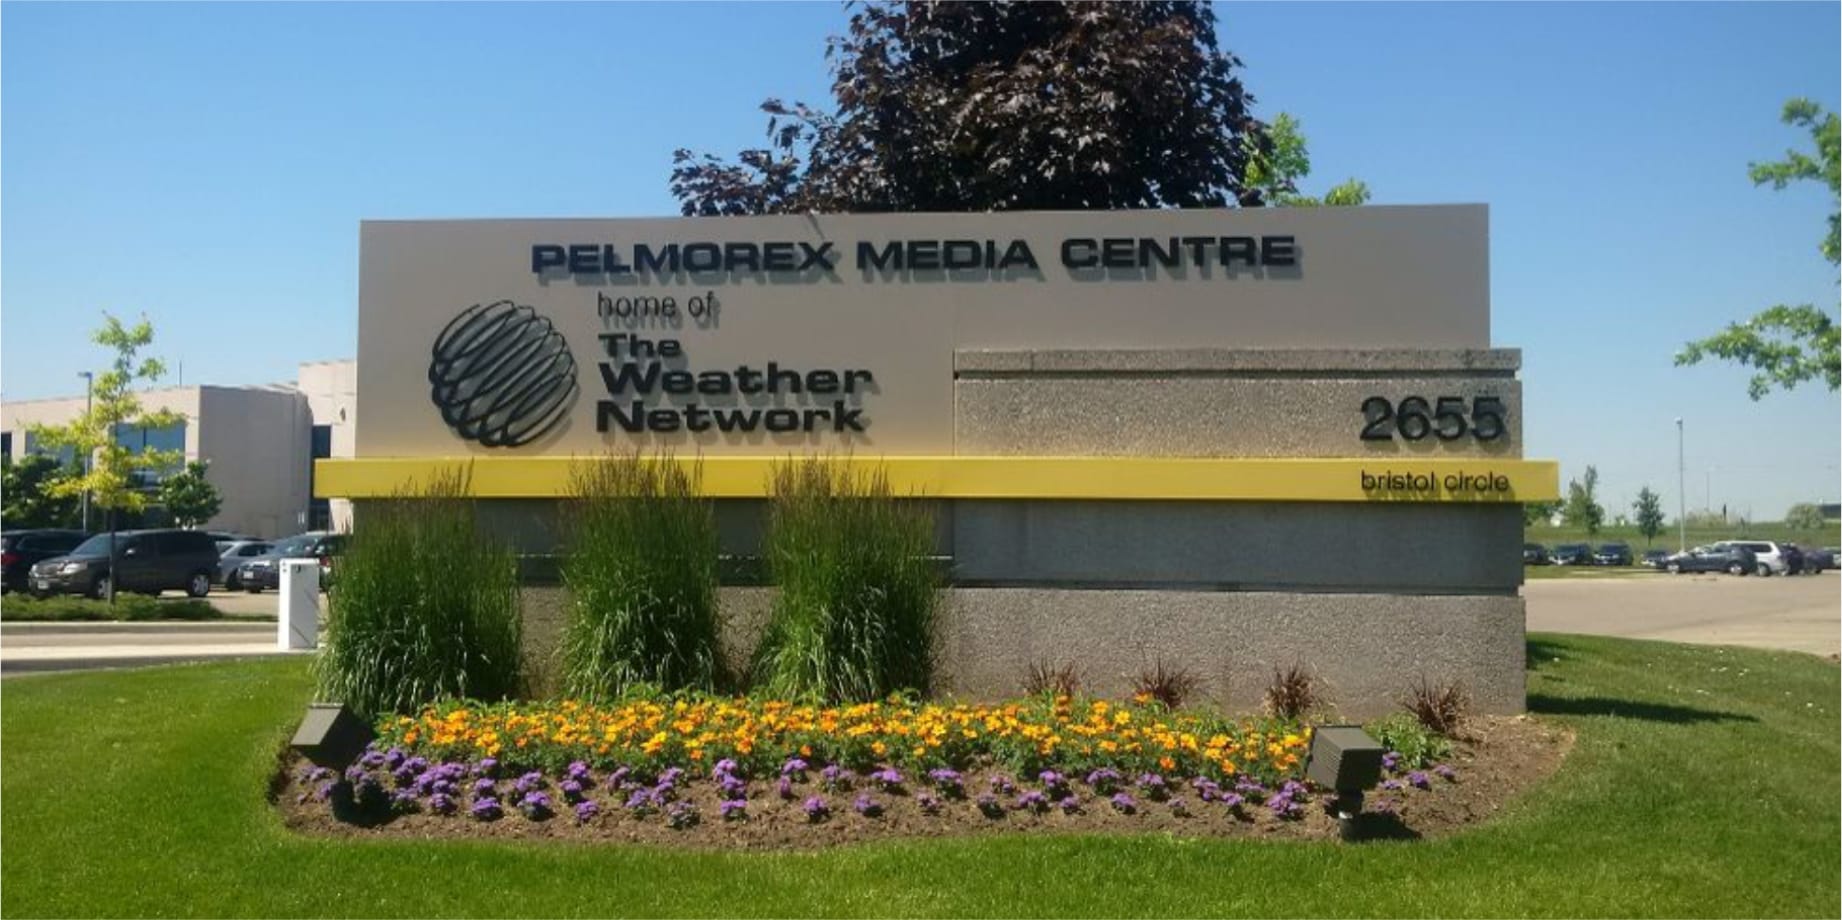 PELMOREX MEDIA CENTRE
home of
The
Weather
Network
2655
bristol circle